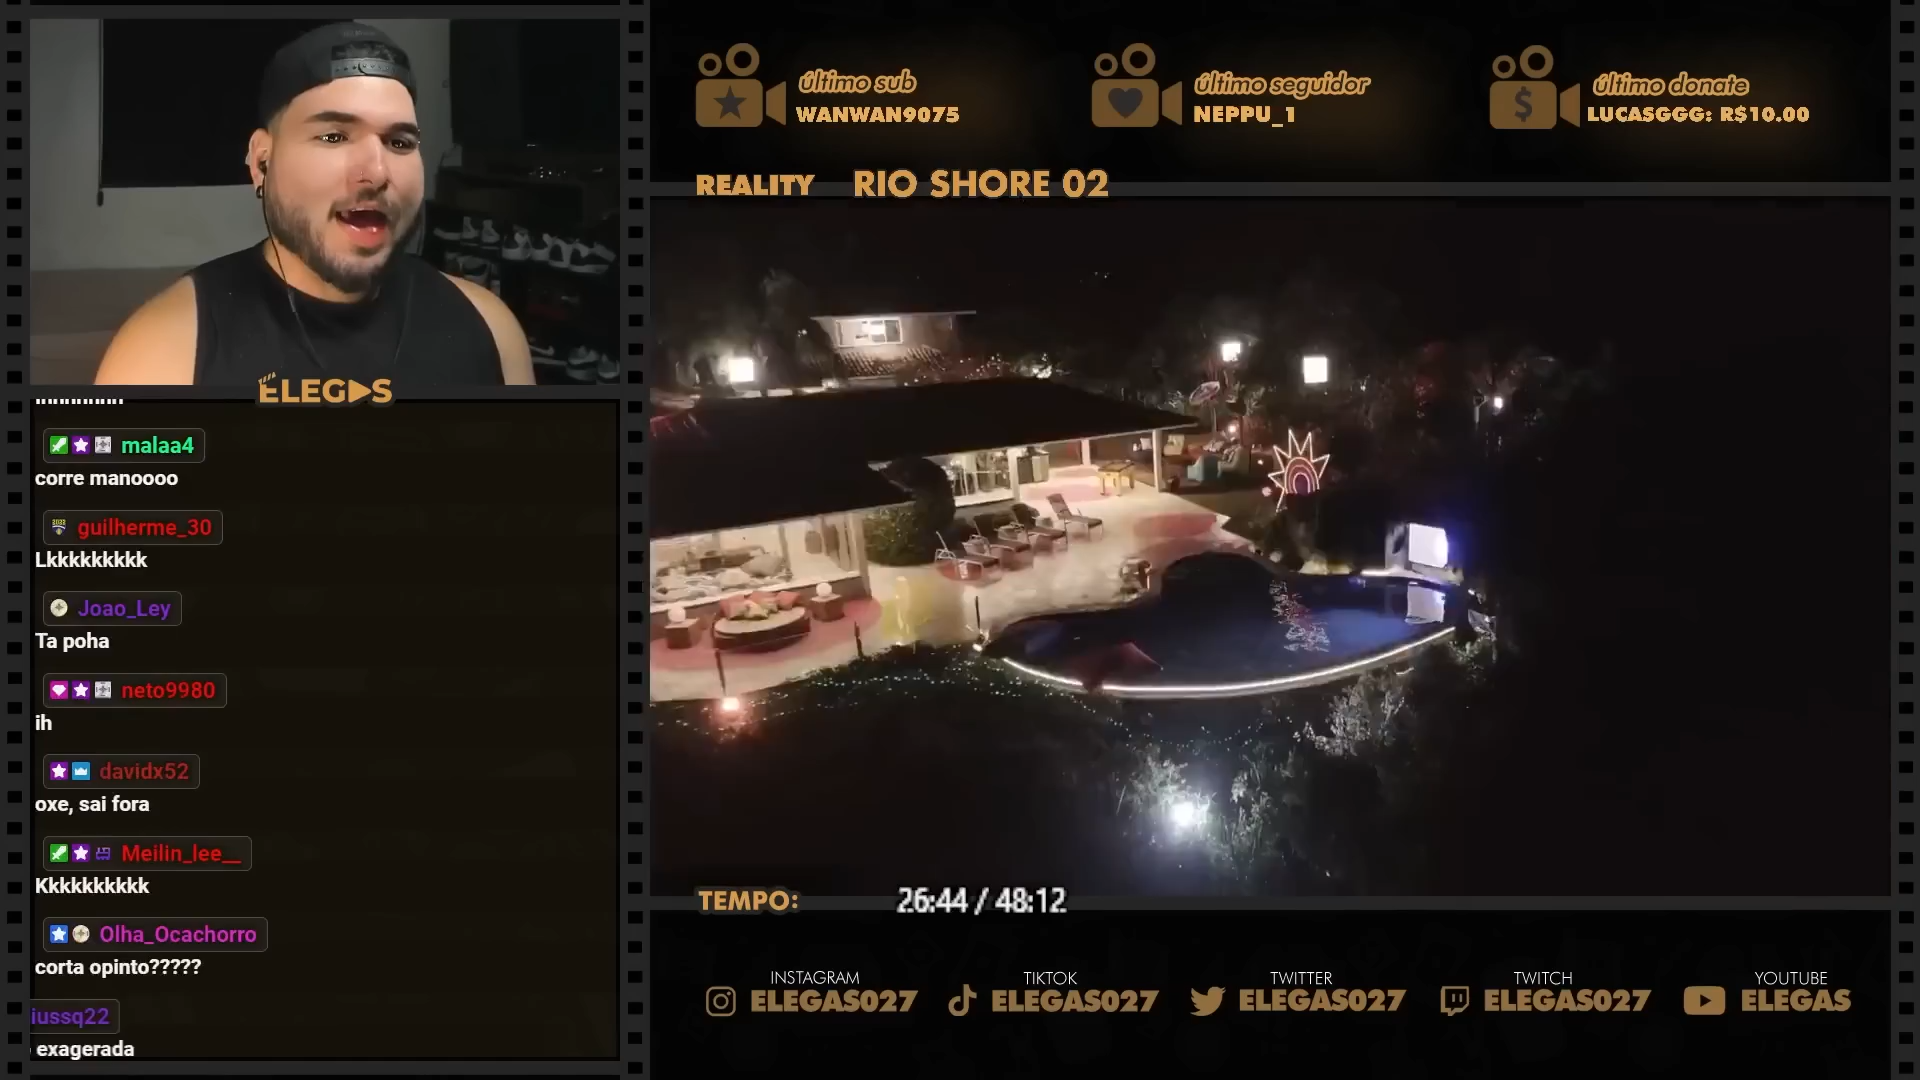 último sub
WANWAN9075
último seguidor
NEPPU_1
último donate
LUCASGGG: R$10.00
REALITY RIO SHORE 02
ELEGAS
malaa4
corre manoooo
guilherme_30
Lkkkkkkkkk
Joao_Ley
Ta poha
neto9980
ih
davidx52
oxe, sai fora
Meilin_lee__
Kkkkkkkkkk
Olha_Ocachorro
corta opinto?????
iussq22
exagerada
TEMPO: 26:44 / 48:12
INSTAGRAM
ELEGAS027
TIKTOK
ELEGAS027
TWITTER
ELEGAS027
TWITCH
ELEGAS027
YOUTUBE
ELEGAS